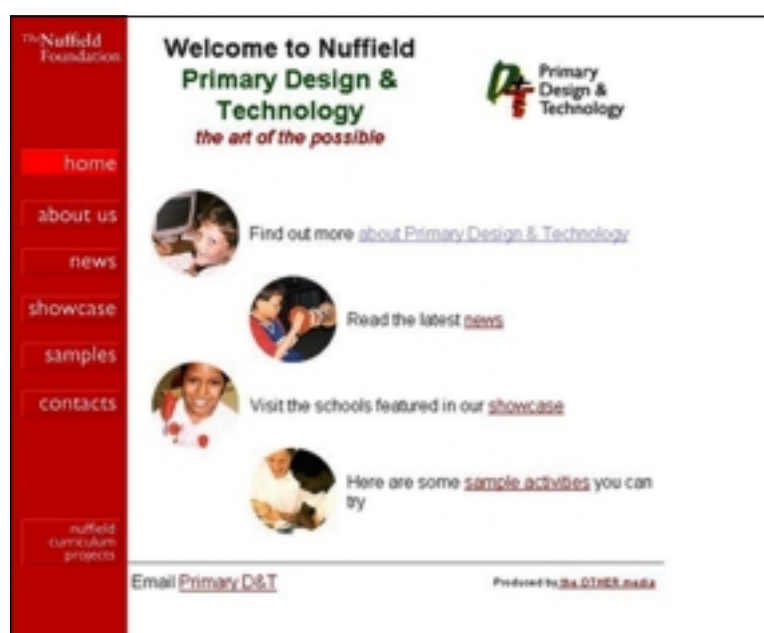 The Nuffield
Foundation
home
about us
news
showcase
samples
contacts
nuffield
curriculum
projects
Welcome to Nuffield
Primary Design &
Technology
the art of the possible
D+T
Primary
Design &
Technology
Find out more about Primary Design & Technology
Read the latest news
Visit the schools featured in our showcase
Here are some sample activities you can
try
Email Primary D&T
Produced by the OTHER media